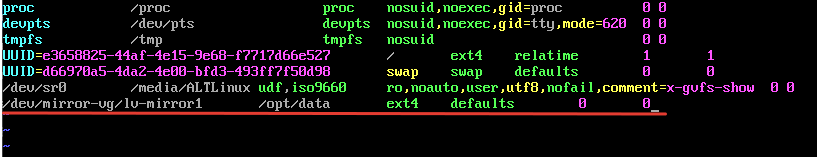 proc /proc proc nosuid,noexec,gid=proc 0 0
devpts /dev/pts devpts nosuid,noexec,gid=tty,mode=620 0 0
tmpfs /tmp tmpfs nosuid 0 0
UUID=e3658825-44af-4e15-9e68-f7717d66e527 / ext4 relatime 1 1
UUID=d66970a5-4da2-4e00-bfd3-493ff7f50d98 swap swap defaults 0 0
/dev/sr0 /media/ALTLinux udf,iso9660 ro,noauto,user,utf8,nofail,comment=x-gvfs-show 0 0
/dev/mirror-vg/lv-mirror1 /opt/data ext4 defaults 0 0
~
~
~